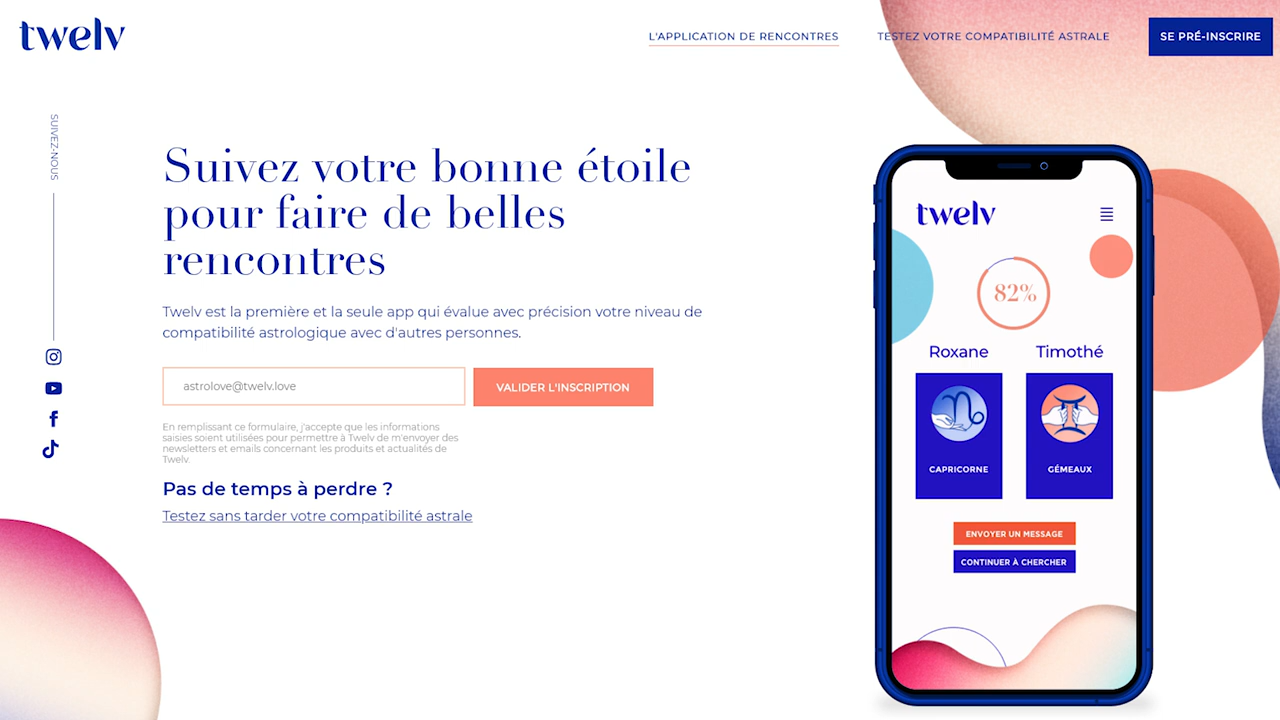 twelv
L'APPLICATION DE RENCONTRES
TESTEZ VOTRE COMPATIBILITÉ ASTRALE
SE PRÉ-INSCRIRE
SUIVEZ-NOUS
Suivez votre bonne étoile
pour faire de belles
rencontres
Twelv est la première et la seule app qui évalue avec précision votre niveau de
compatibilité astrologique avec d'autres personnes.
astrolove@twelv.love
VALIDER L'INSCRIPTION
En remplissant ce formulaire, j'accepte que les informations
saisies soient utilisées pour permettre à Twelv de m'envoyer des
newsletters et emails concernant les produits et actualités de
Twelv.
Pas de temps à perdre ?
Testez sans tarder votre compatibilité astrale
twelv
82%
Roxane
Timothé
CAPRICORNE
GÉMEAUX
ENVOYER UN MESSAGE
CONTINUER À CHERCHER